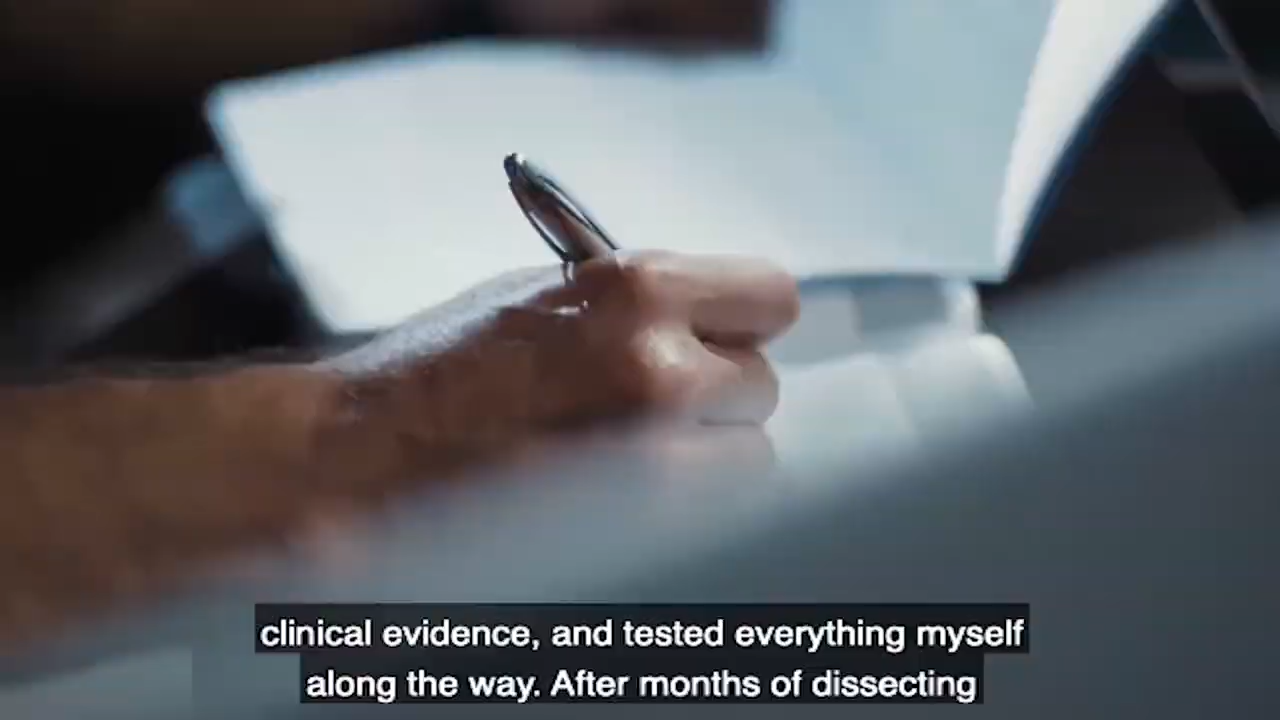 clinical evidence, and tested everything myself
along the way. After months of dissecting